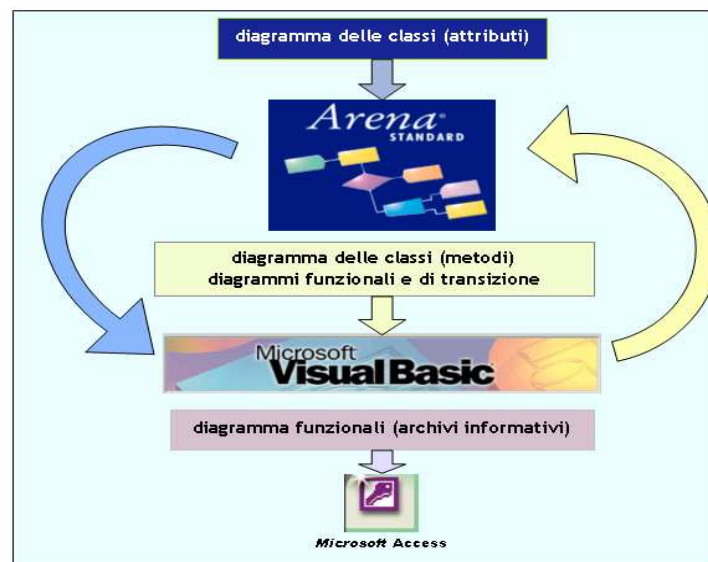 diagramma delle classi (attributi)
Arena®
STANDARD
diagramma delle classi (metodi)
diagrammi funzionali e di transizione
Microsoft
Visual Basic
diagramma funzionali (archivi informativi)
Microsoft Access